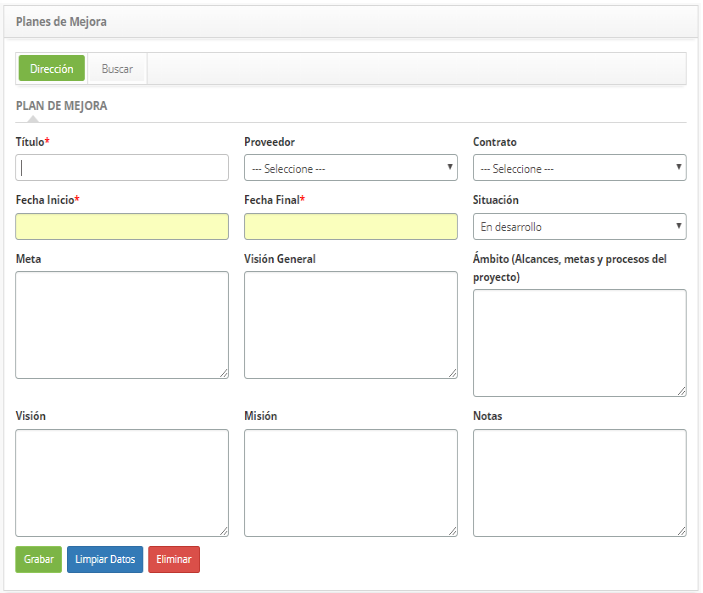 Planes de Mejora
Dirección Buscar
PLAN DE MEJORA
Título* Proveedor Contrato
--- Seleccione --- --- Seleccione ---
Fecha Inicio* Fecha Final* Situación
En desarrollo
Meta Visión General Ámbito (Alcances, metas y procesos del
proyecto)
Visión Misión Notas
Grabar Limpiar Datos Eliminar